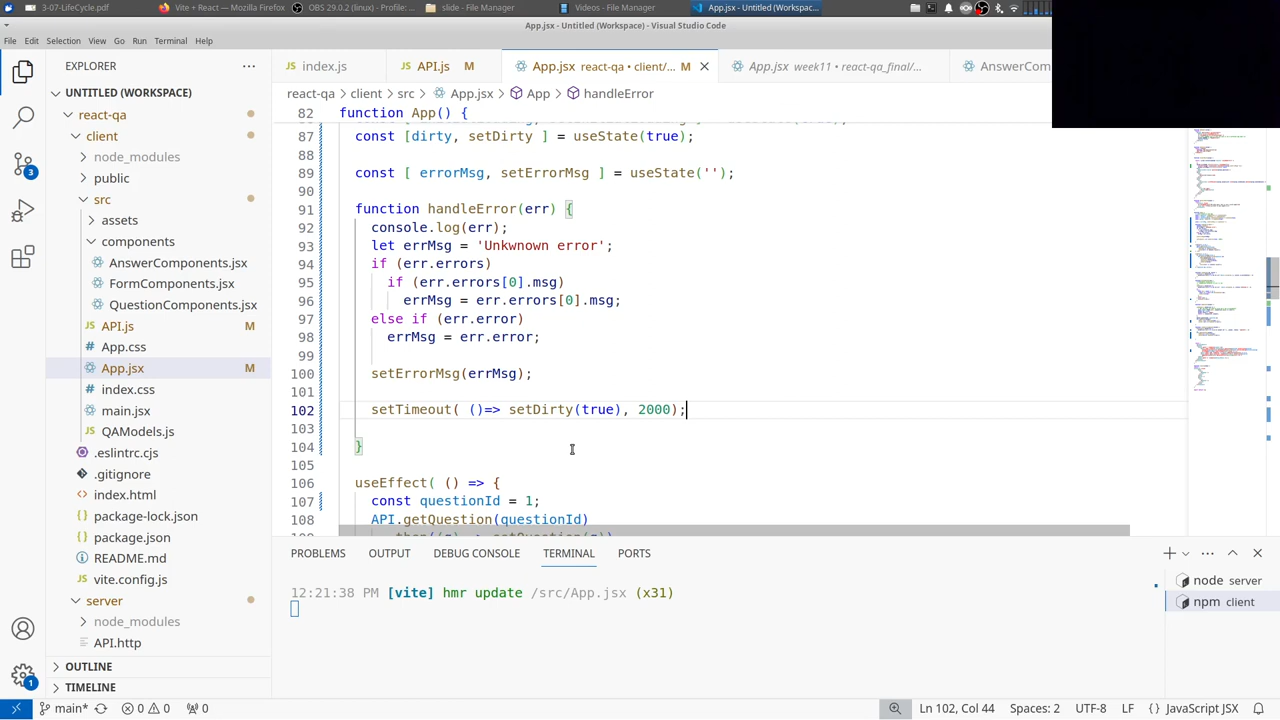 3-07-LifeCycle.pdf
Vite + React — Mozilla Firefox
OBS 29.0.2 (linux) - Profile: ...
slide - File Manager
Videos - File Manager
App.jsx - Untitled (Workspac...
App.jsx - Untitled (Workspace) - Visual Studio Code
File Edit Selection View Go Run Terminal Help
EXPLORER
index.js
API.js M
App.jsx react-qa • client/... M
App.jsx week11 • react-qa_final/...
AnswerCom
UNTITLED (WORKSPACE)
react-qa > client > src > App.jsx > App > handleError
react-qa
client
node_modules
public
src
assets
components
AnswerComponents.jsx
FormComponents.jsx
QuestionComponents.jsx
API.js M
App.css
App.jsx M
index.css
main.jsx
QAModels.js
.eslintrc.cjs
.gitignore
index.html
package-lock.json
package.json
README.md
vite.config.js
server
node_modules
API.http
OUTLINE
TIMELINE
82 function App() {
87 const [dirty, setDirty ] = useState(true);
88
89 const [ errorMsg, setErrorMsg ] = useState('');
90
91 function handleError(err) {
92 console.log(err);
93 let errMsg = 'Unkwnown error';
94 if (err.errors)
95 if (err.errors[0].msg)
96 errMsg = err.errors[0].msg;
97 else if (err.error)
98 errMsg = err.error;
99
100 setErrorMsg(errMsg);
101
102 setTimeout( ()=> setDirty(true), 2000);
103
104 }
105
106 useEffect( () => {
107 const questionId = 1;
108 API.getQuestion(questionId)
PROBLEMS OUTPUT DEBUG CONSOLE TERMINAL PORTS
12:21:38 PM [vite] hmr update /src/App.jsx (x31)
node server
npm client
3
1
main* 0 0 0
Ln 102, Col 44 Spaces: 2 UTF-8 LF {} JavaScript JSX